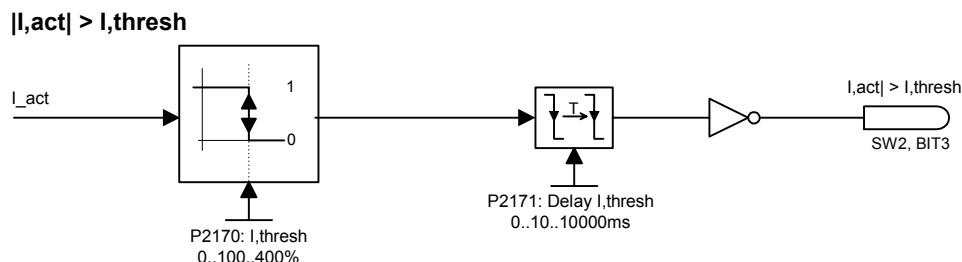 |I,act| > I,thresh
I_act
1
0
T
I,act| > I,thresh
SW2, BIT3
P2170: I,thresh
0..100..400%
P2171: Delay I,thresh
0..10..10000ms